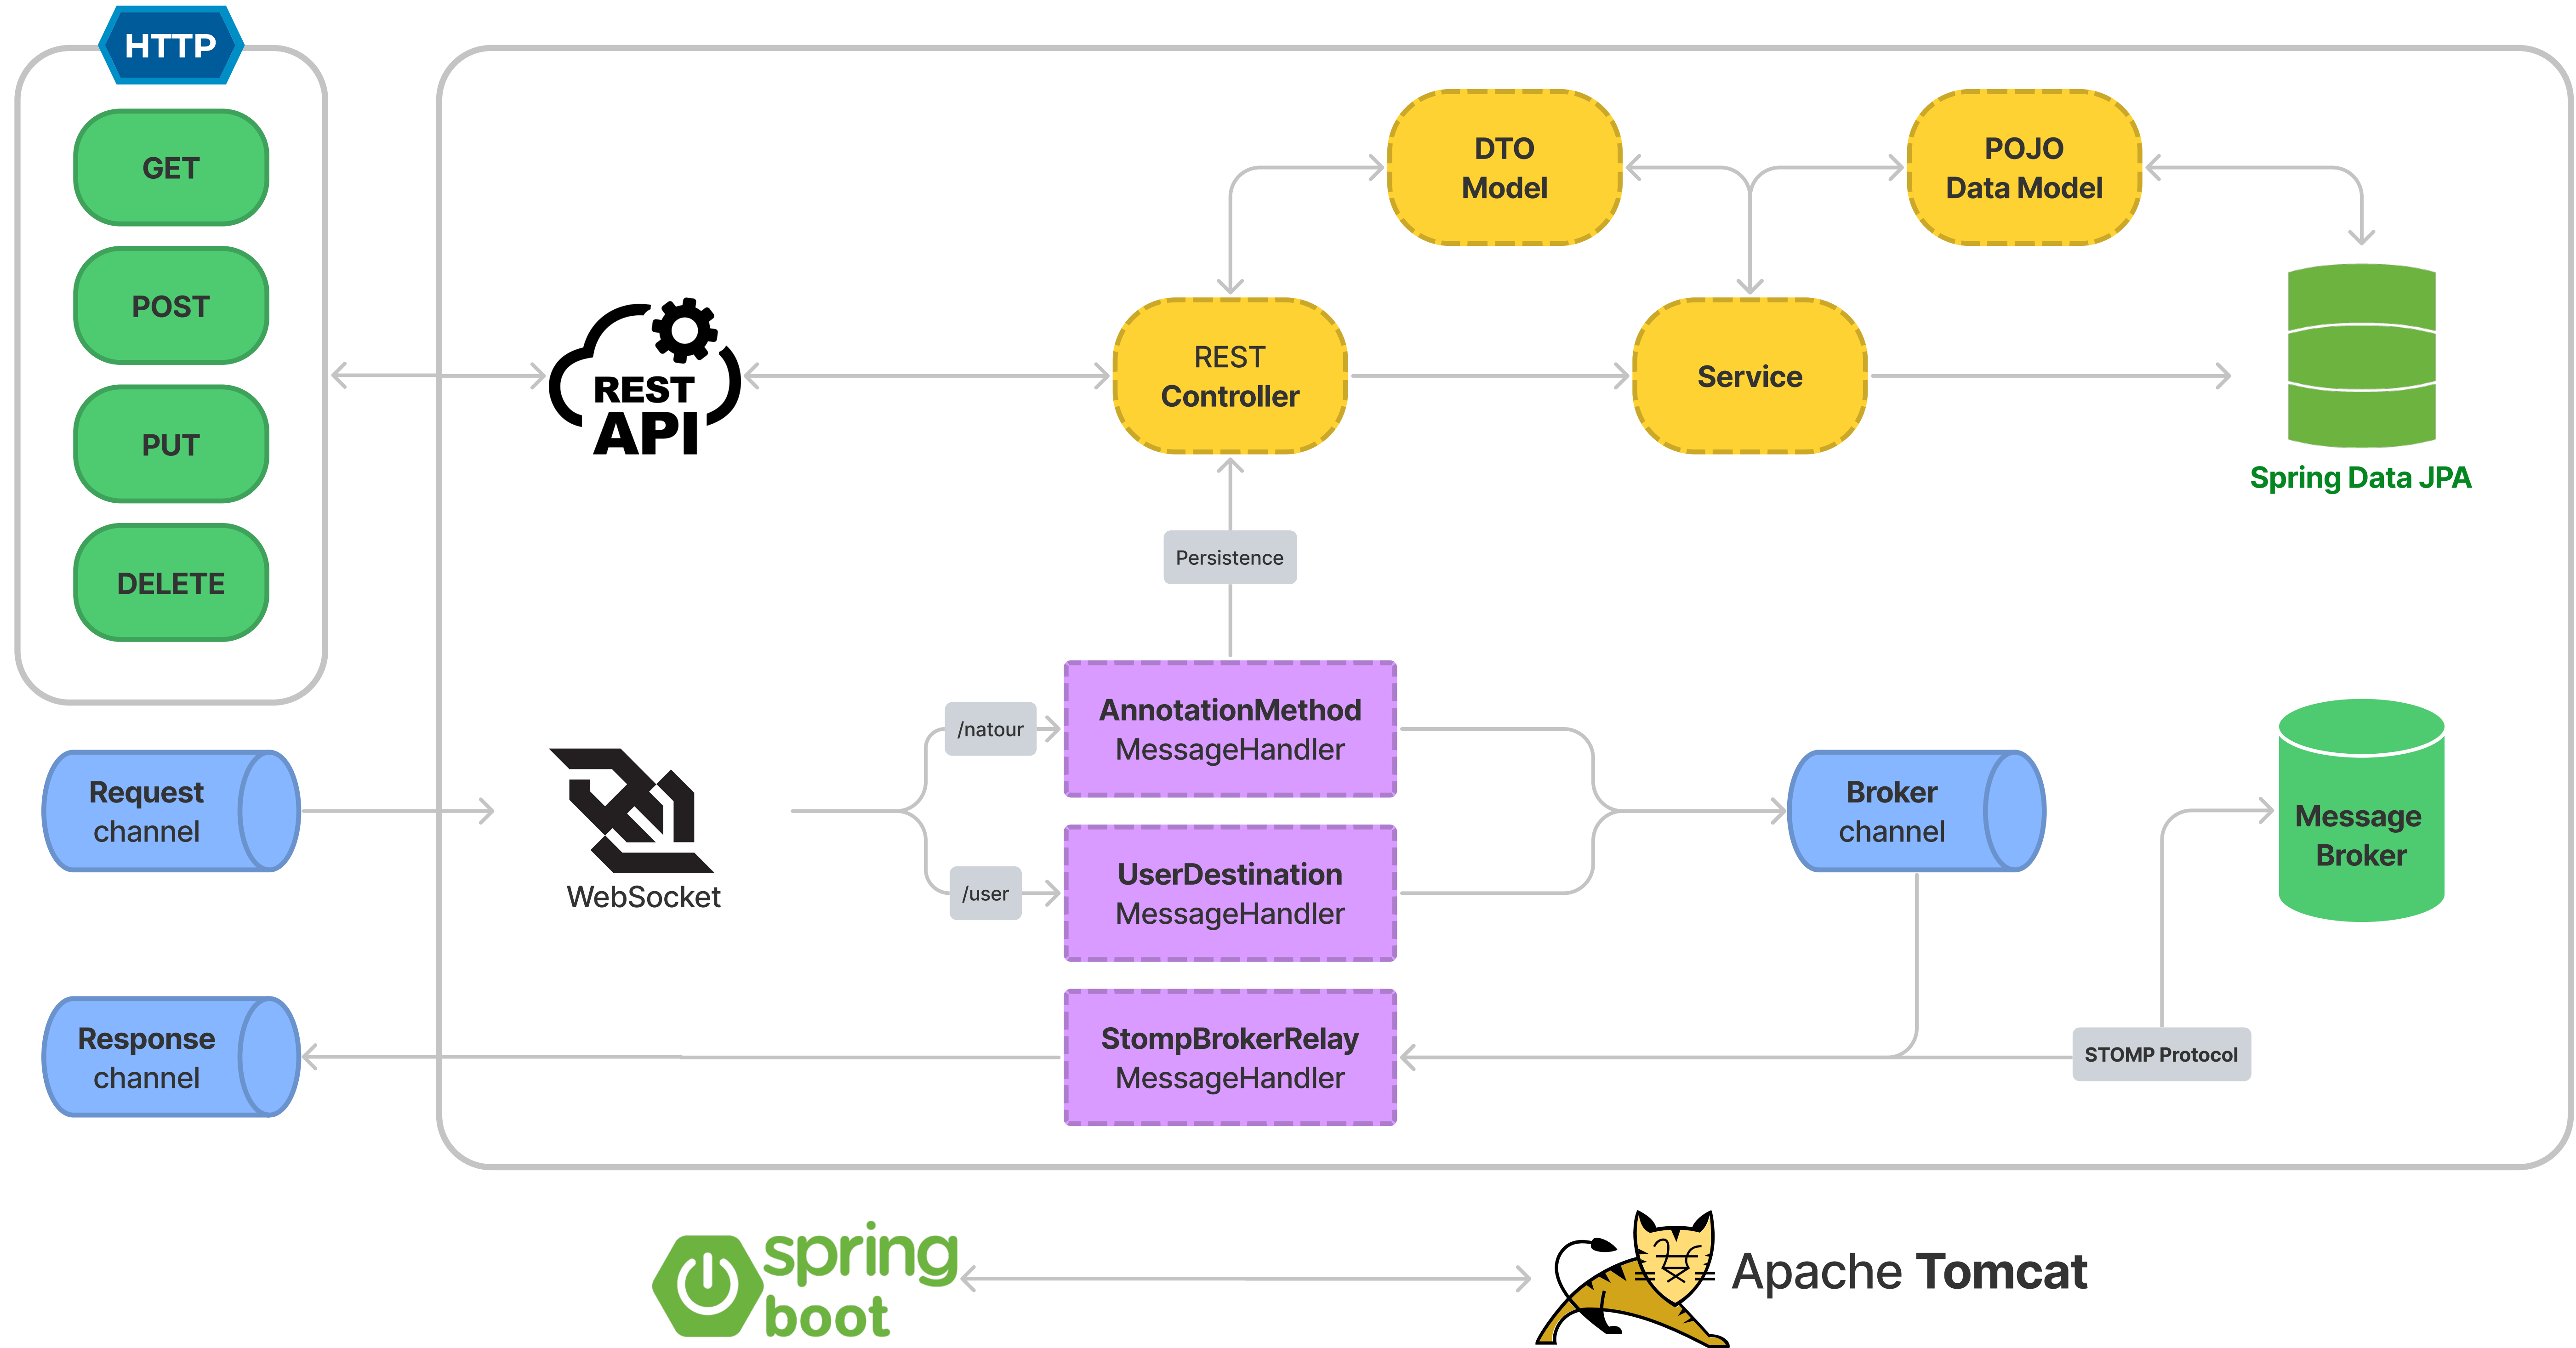 HTTP
GET
POST
PUT
DELETE
DTO
Model
POJO
Data Model
REST
API
REST
Controller
Service
Spring Data JPA
Persistence
/natour
AnnotationMethod
MessageHandler
Request
channel
WebSocket
/user
UserDestination
MessageHandler
Broker
channel
Message
Broker
Response
channel
StompBrokerRelay
MessageHandler
STOMP Protocol
spring
boot
Apache Tomcat